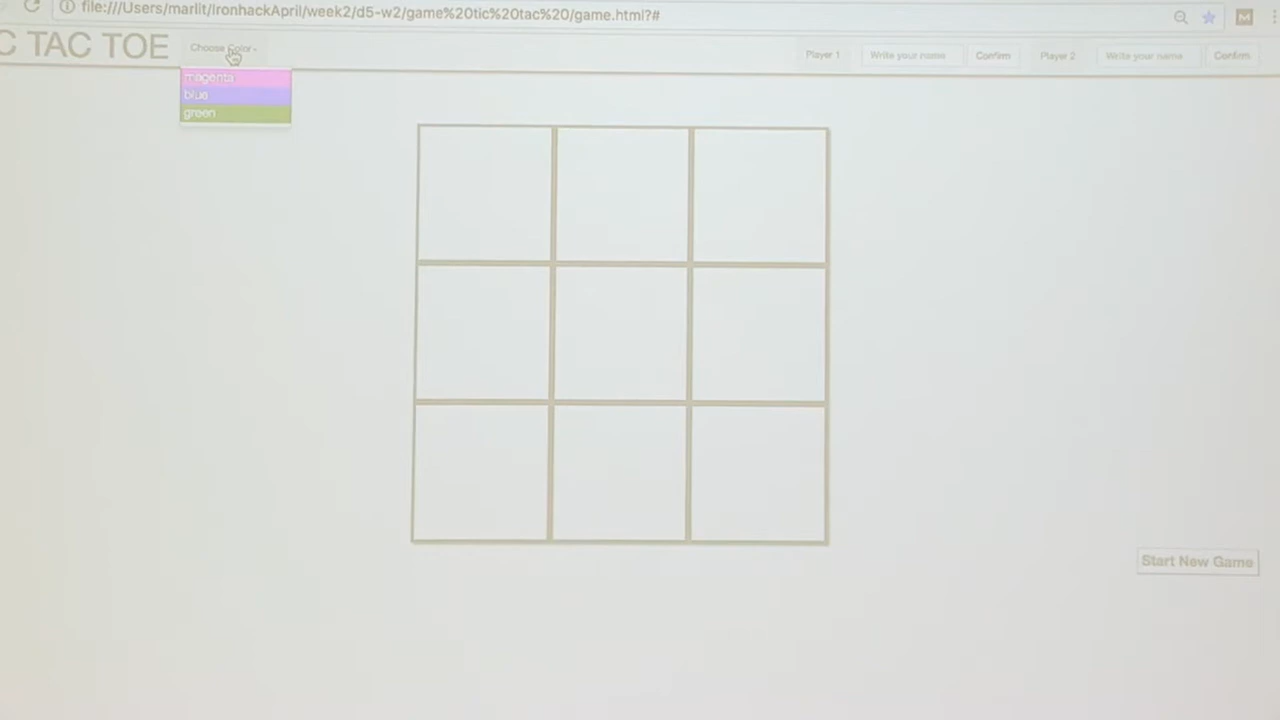 file:///Users/marlit/IronhackApril/week2/d5-w2/game%20tic%20tac%20/game.html?#
C TAC TOE
Choose Color
Player 1
Write your name
Confirm
Player 2
Write your name
Confirm
magenta
blue
green
Start New Game